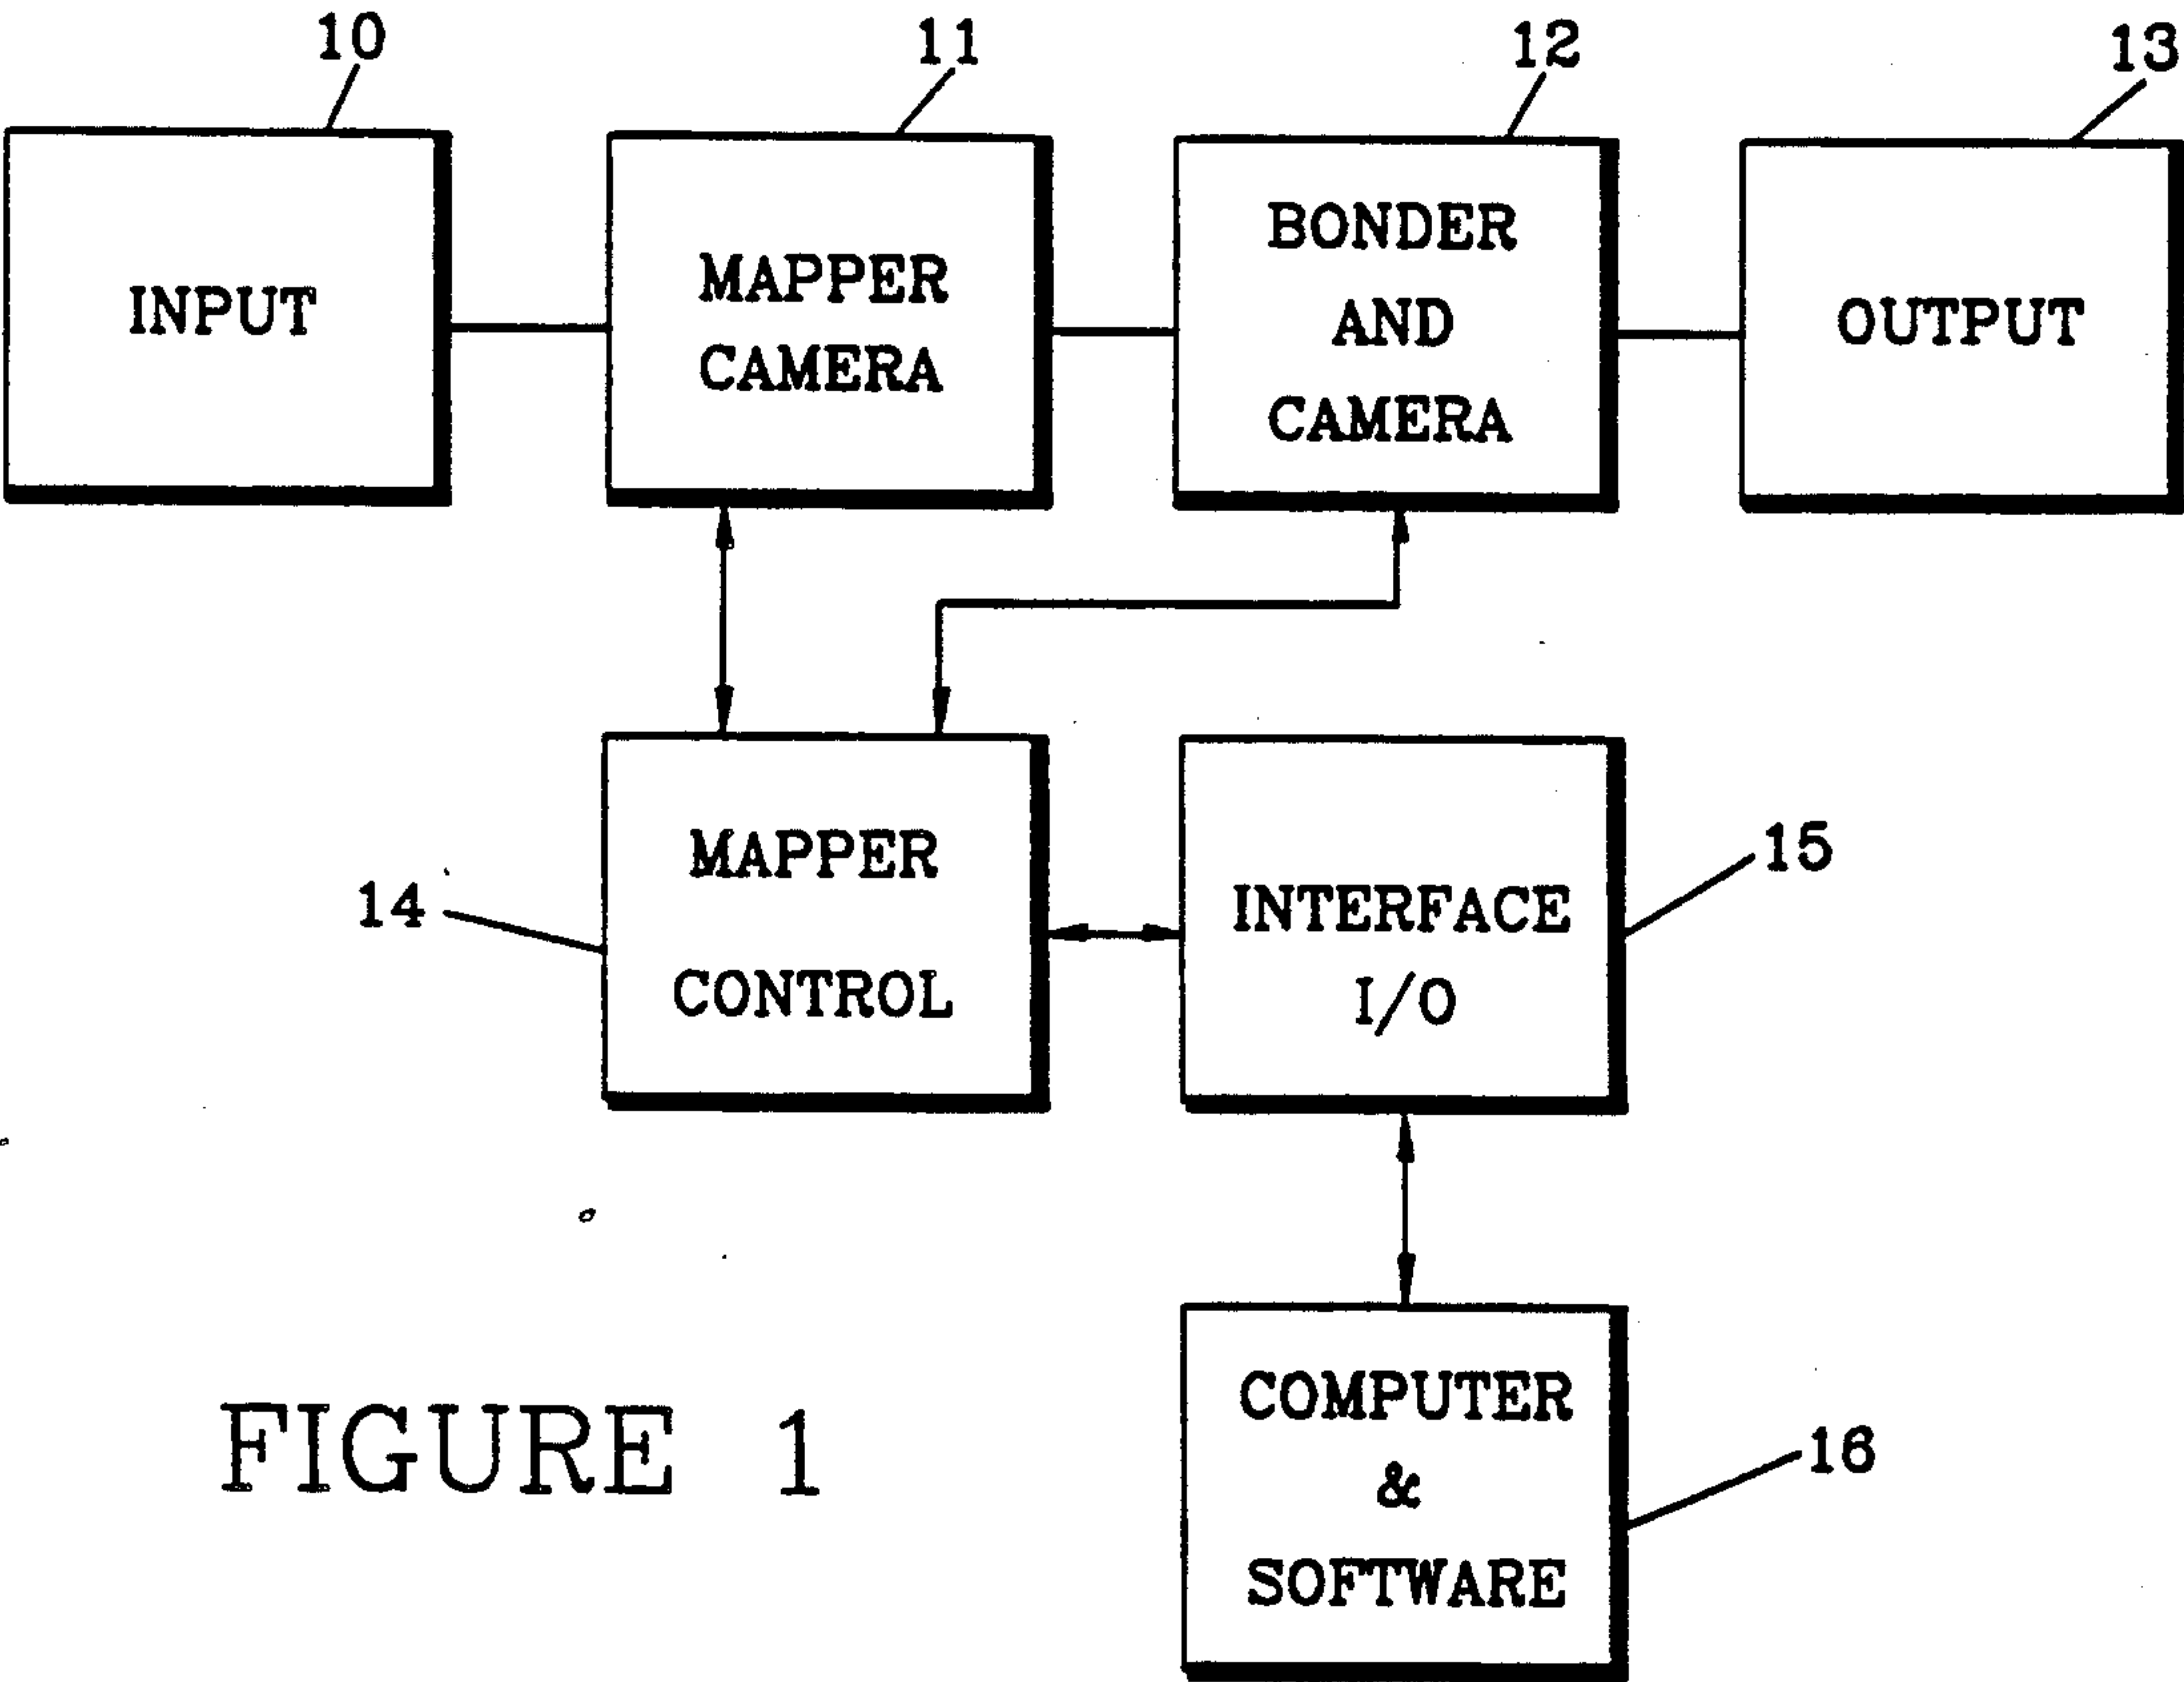 10
11
12
13
INPUT
MAPPER
CAMERA
BONDER
AND
CAMERA
OUTPUT
14
MAPPER
CONTROL
INTERFACE
I/O
15
COMPUTER
&
SOFTWARE
16
FIGURE 1